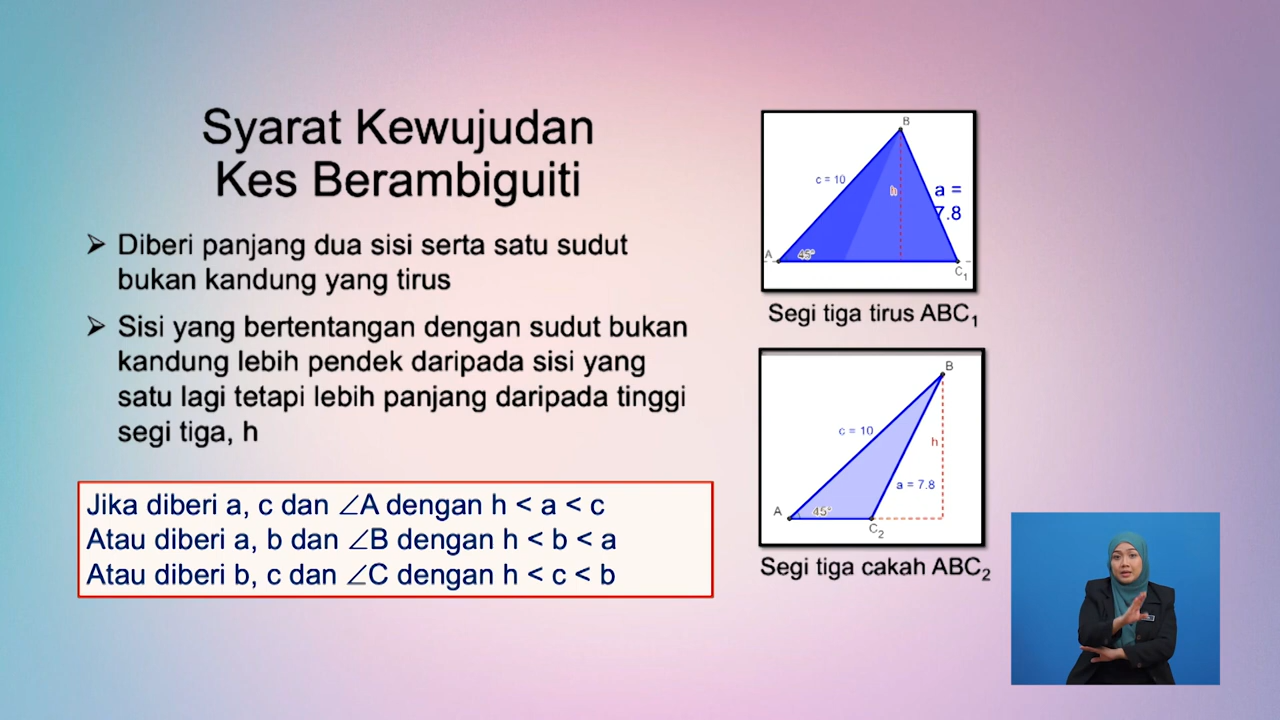 Syarat Kewujudan
Kes Berambiguiti
➢ Diberi panjang dua sisi serta satu sudut
bukan kandung yang tirus
➢ Sisi yang bertentangan dengan sudut bukan
kandung lebih pendek daripada sisi yang
satu lagi tetapi lebih panjang daripada tinggi
segi tiga, h
Jika diberi a, c dan ∠A dengan h < a < c
Atau diberi a, b dan ∠B dengan h < b < a
Atau diberi b, c dan ∠C dengan h < c < b
B
c = 10
h
a =
7.8
A
45°
C₁
Segi tiga tirus ABC₁
B
c = 10
h
a = 7.8
A
45°
C₂
Segi tiga cakah ABC₂